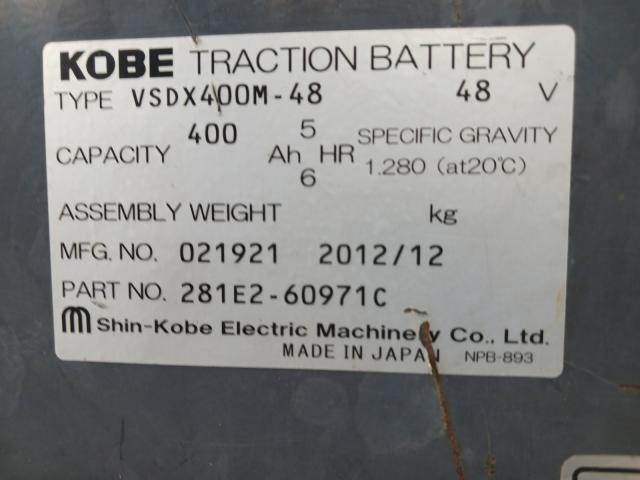 KOBE TRACTION BATTERY
TYPE VSDX400M-48 48 V
CAPACITY 400 Ah 5 HR 6 SPECIFIC GRAVITY 1.280 (at20℃)
ASSEMBLY WEIGHT kg
MFG. NO. 021921 2012/12
PART NO. 281E2-60971C
Shin-Kobe Electric Machinery Co., Ltd.
MADE IN JAPAN NPB-893